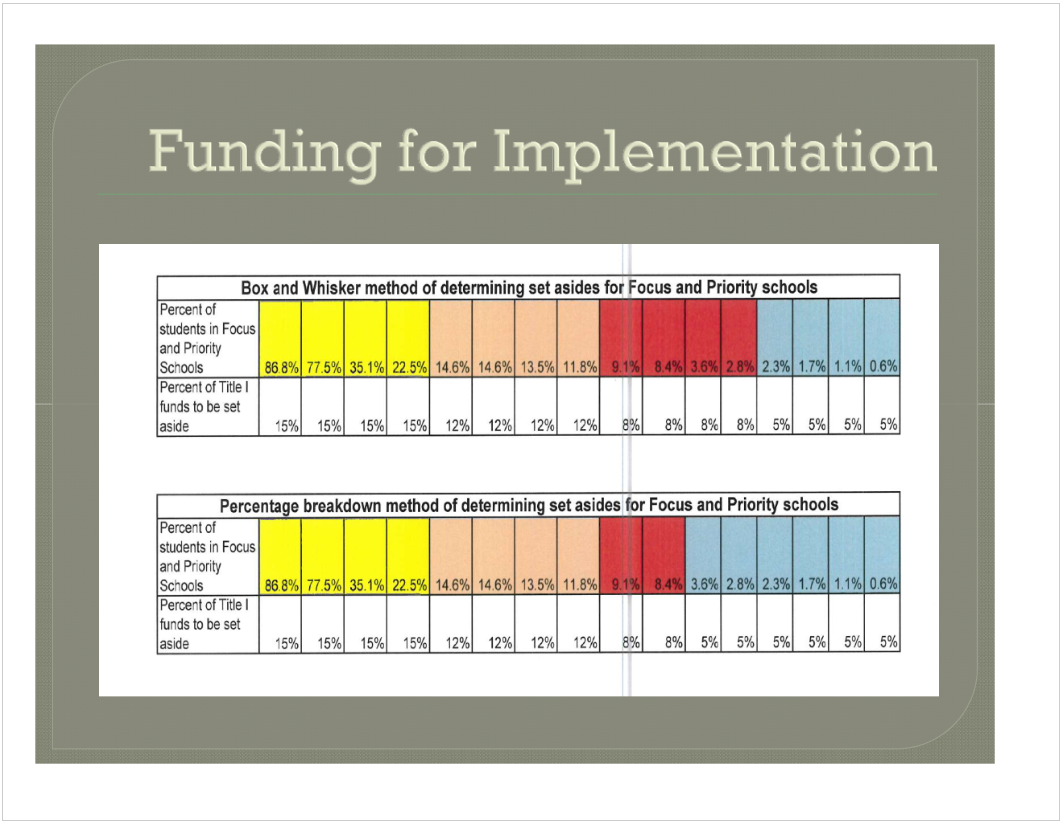 Funding for Implementation
Box and Whisker method of determining set asides for Focus and Priority schools
Percent of
students in Focus
and Priority
Schools 86.8% 77.5% 35.1% 22.5% 14.6% 14.6% 13.5% 11.8% 9.1% 8.4% 3.6% 2.8% 2.3% 1.7% 1.1% 0.6%
Percent of Title I
funds to be set
aside 15% 15% 15% 15% 12% 12% 12% 12% 8% 8% 8% 8% 5% 5% 5% 5%
Percentage breakdown method of determining set asides for Focus and Priority schools
Percent of
students in Focus
and Priority
Schools 86.8% 77.5% 35.1% 22.5% 14.6% 14.6% 13.5% 11.8% 9.1% 8.4% 3.6% 2.8% 2.3% 1.7% 1.1% 0.6%
Percent of Title I
funds to be set
aside 15% 15% 15% 15% 12% 12% 12% 12% 8% 8% 5% 5% 5% 5% 5% 5%